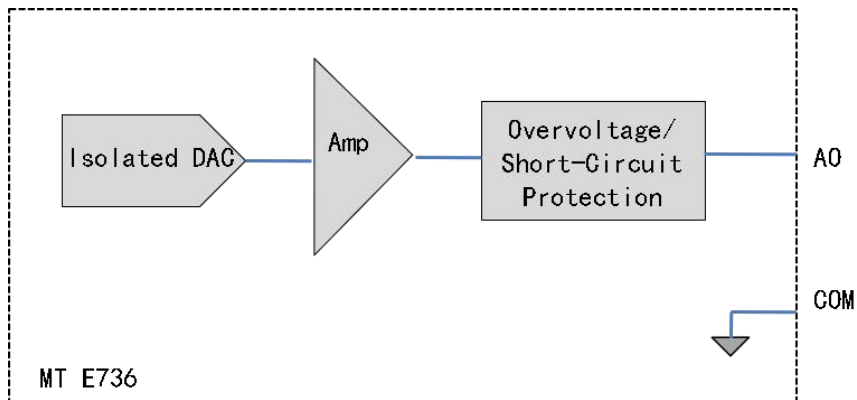 Isolated DAC
Amp
Overvoltage/
Short-Circuit
Protection
AO
COM
MT E736